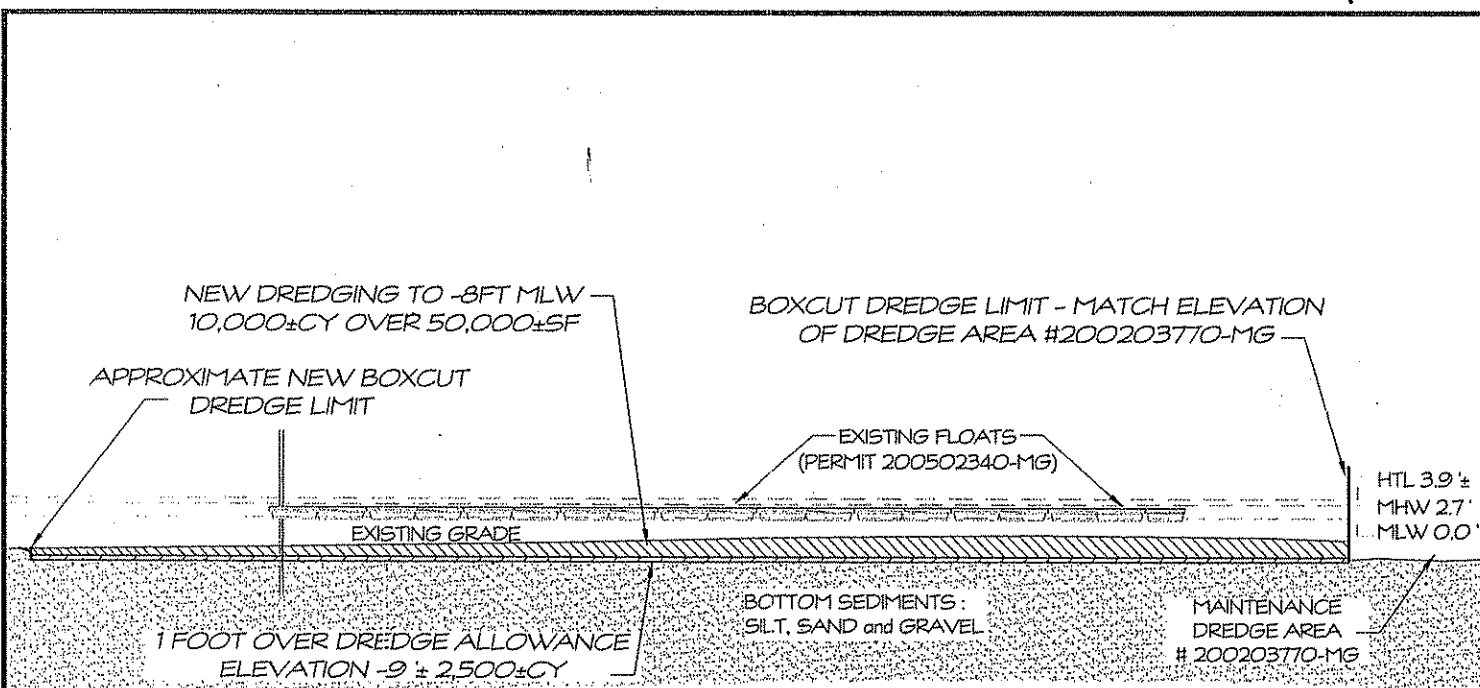 NEW DREDGING TO -8FT MLW
10,000±CY OVER 50,000±SF
BOXCUT DREDGE LIMIT - MATCH ELEVATION
OF DREDGE AREA #200203770-MG
APPROXIMATE NEW BOXCUT
DREDGE LIMIT
EXISTING FLOATS
(PERMIT 200502340-MG)
HTL 3.9'±
MHW 2.7'
MLW 0.0'
EXISTING GRADE
BOTTOM SEDIMENTS:
SILT, SAND and GRAVEL
MAINTENANCE
DREDGE AREA
# 200203770-MG
1 FOOT OVER DREDGE ALLOWANCE
ELEVATION -9'± 2,500±CY